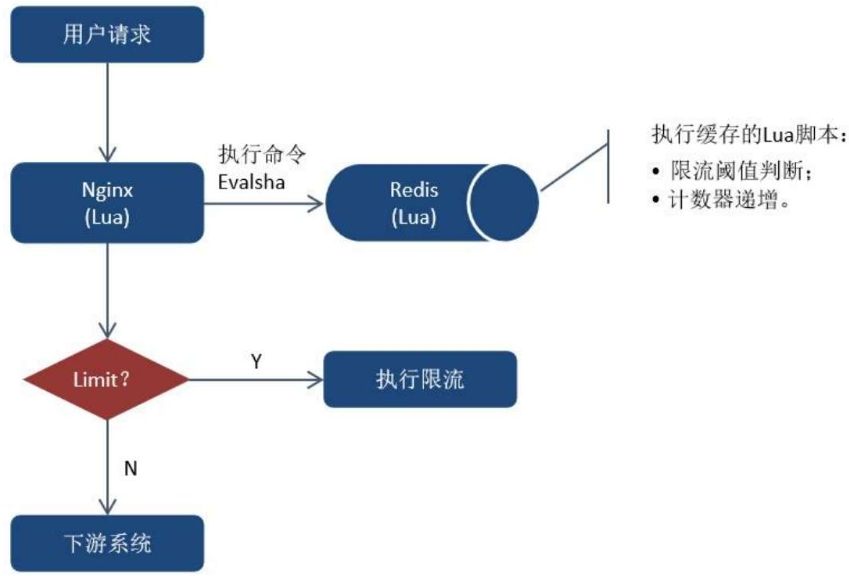 用户请求
执行命令
Evalsha
Nginx
(Lua)
Redis
(Lua)
执行缓存的Lua脚本：
• 限流阈值判断；
• 计数器递增。
Limit?
Y
执行限流
N
下游系统